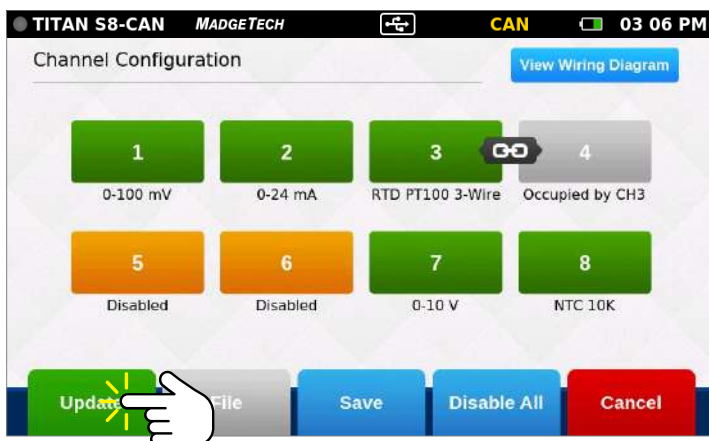 TITAN S8-CAN MADGETECH CAN 03 06 PM
Channel Configuration View Wiring Diagram
1 2 3 4
0-100 mV 0-24 mA RTD PT100 3-Wire Occupied by CH3
5 6 7 8
Disabled Disabled 0-10 V NTC 10K
Update File Save Disable All Cancel